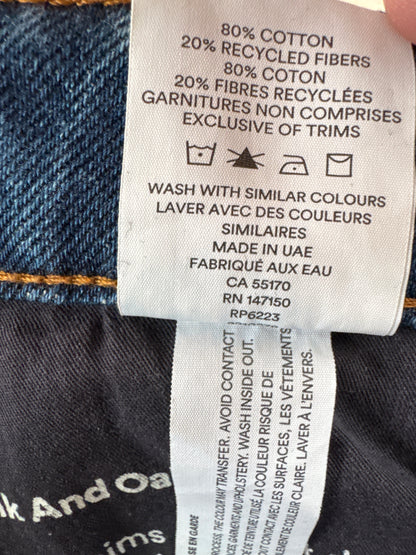 80% COTTON
20% RECYCLED FIBERS
80% COTON
20% FIBRES RECYCLÉES
GARNITURES NON COMPRISES
EXCLUSIVE OF TRIMS
WASH WITH SIMILAR COLOURS
LAVER AVEC DES COULEURS
SIMILAIRES
MADE IN UAE
FABRIQUÉ AUX EAU
CA 55170
RN 147150
RP6223
TRANSFER. AVOID CONTACT
WASH INSIDE OUT.
LA COULEUR RISQUE DE
LES SURFACES, LES VÊTEMENTS
DE COULEUR CLAIRE. LAVER À L'ENVERS.
And Oa